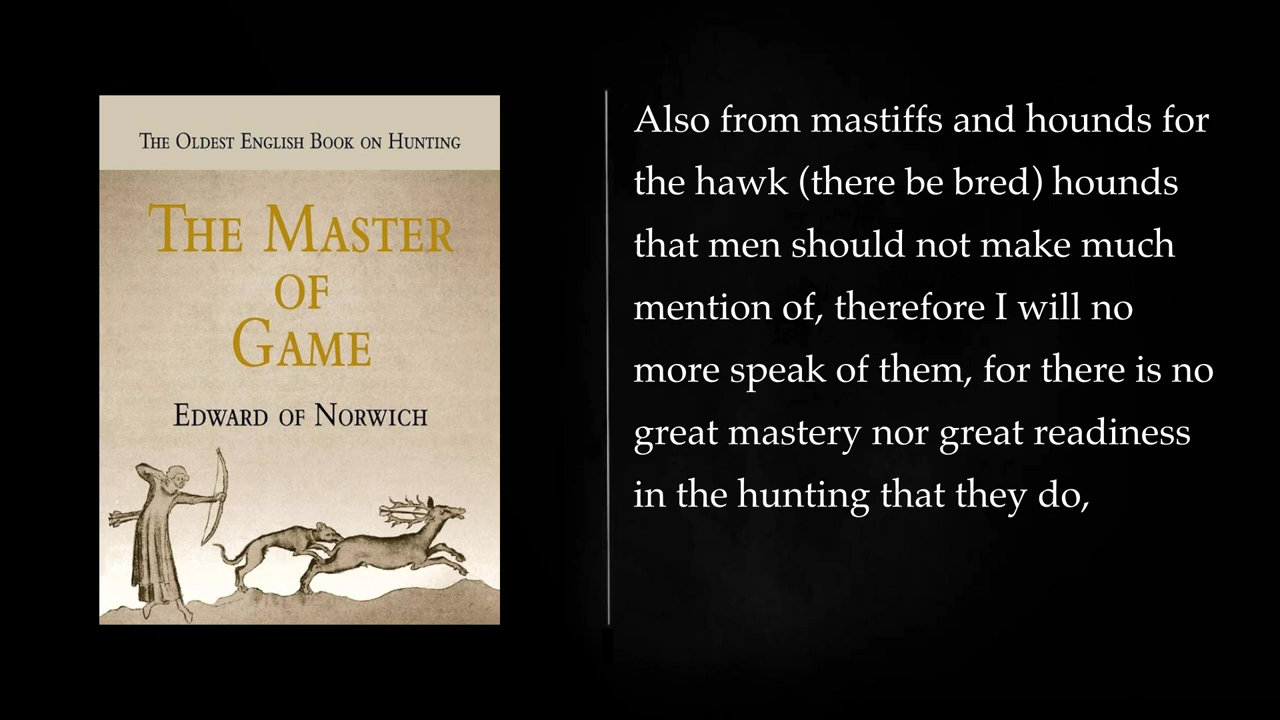 The Oldest English Book on Hunting
The Master
of
Game
Edward of Norwich
Also from mastiffs and hounds for
the hawk (there be bred) hounds
that men should not make much
mention of, therefore I will no
more speak of them, for there is no
great mastery nor great readiness
in the hunting that they do,